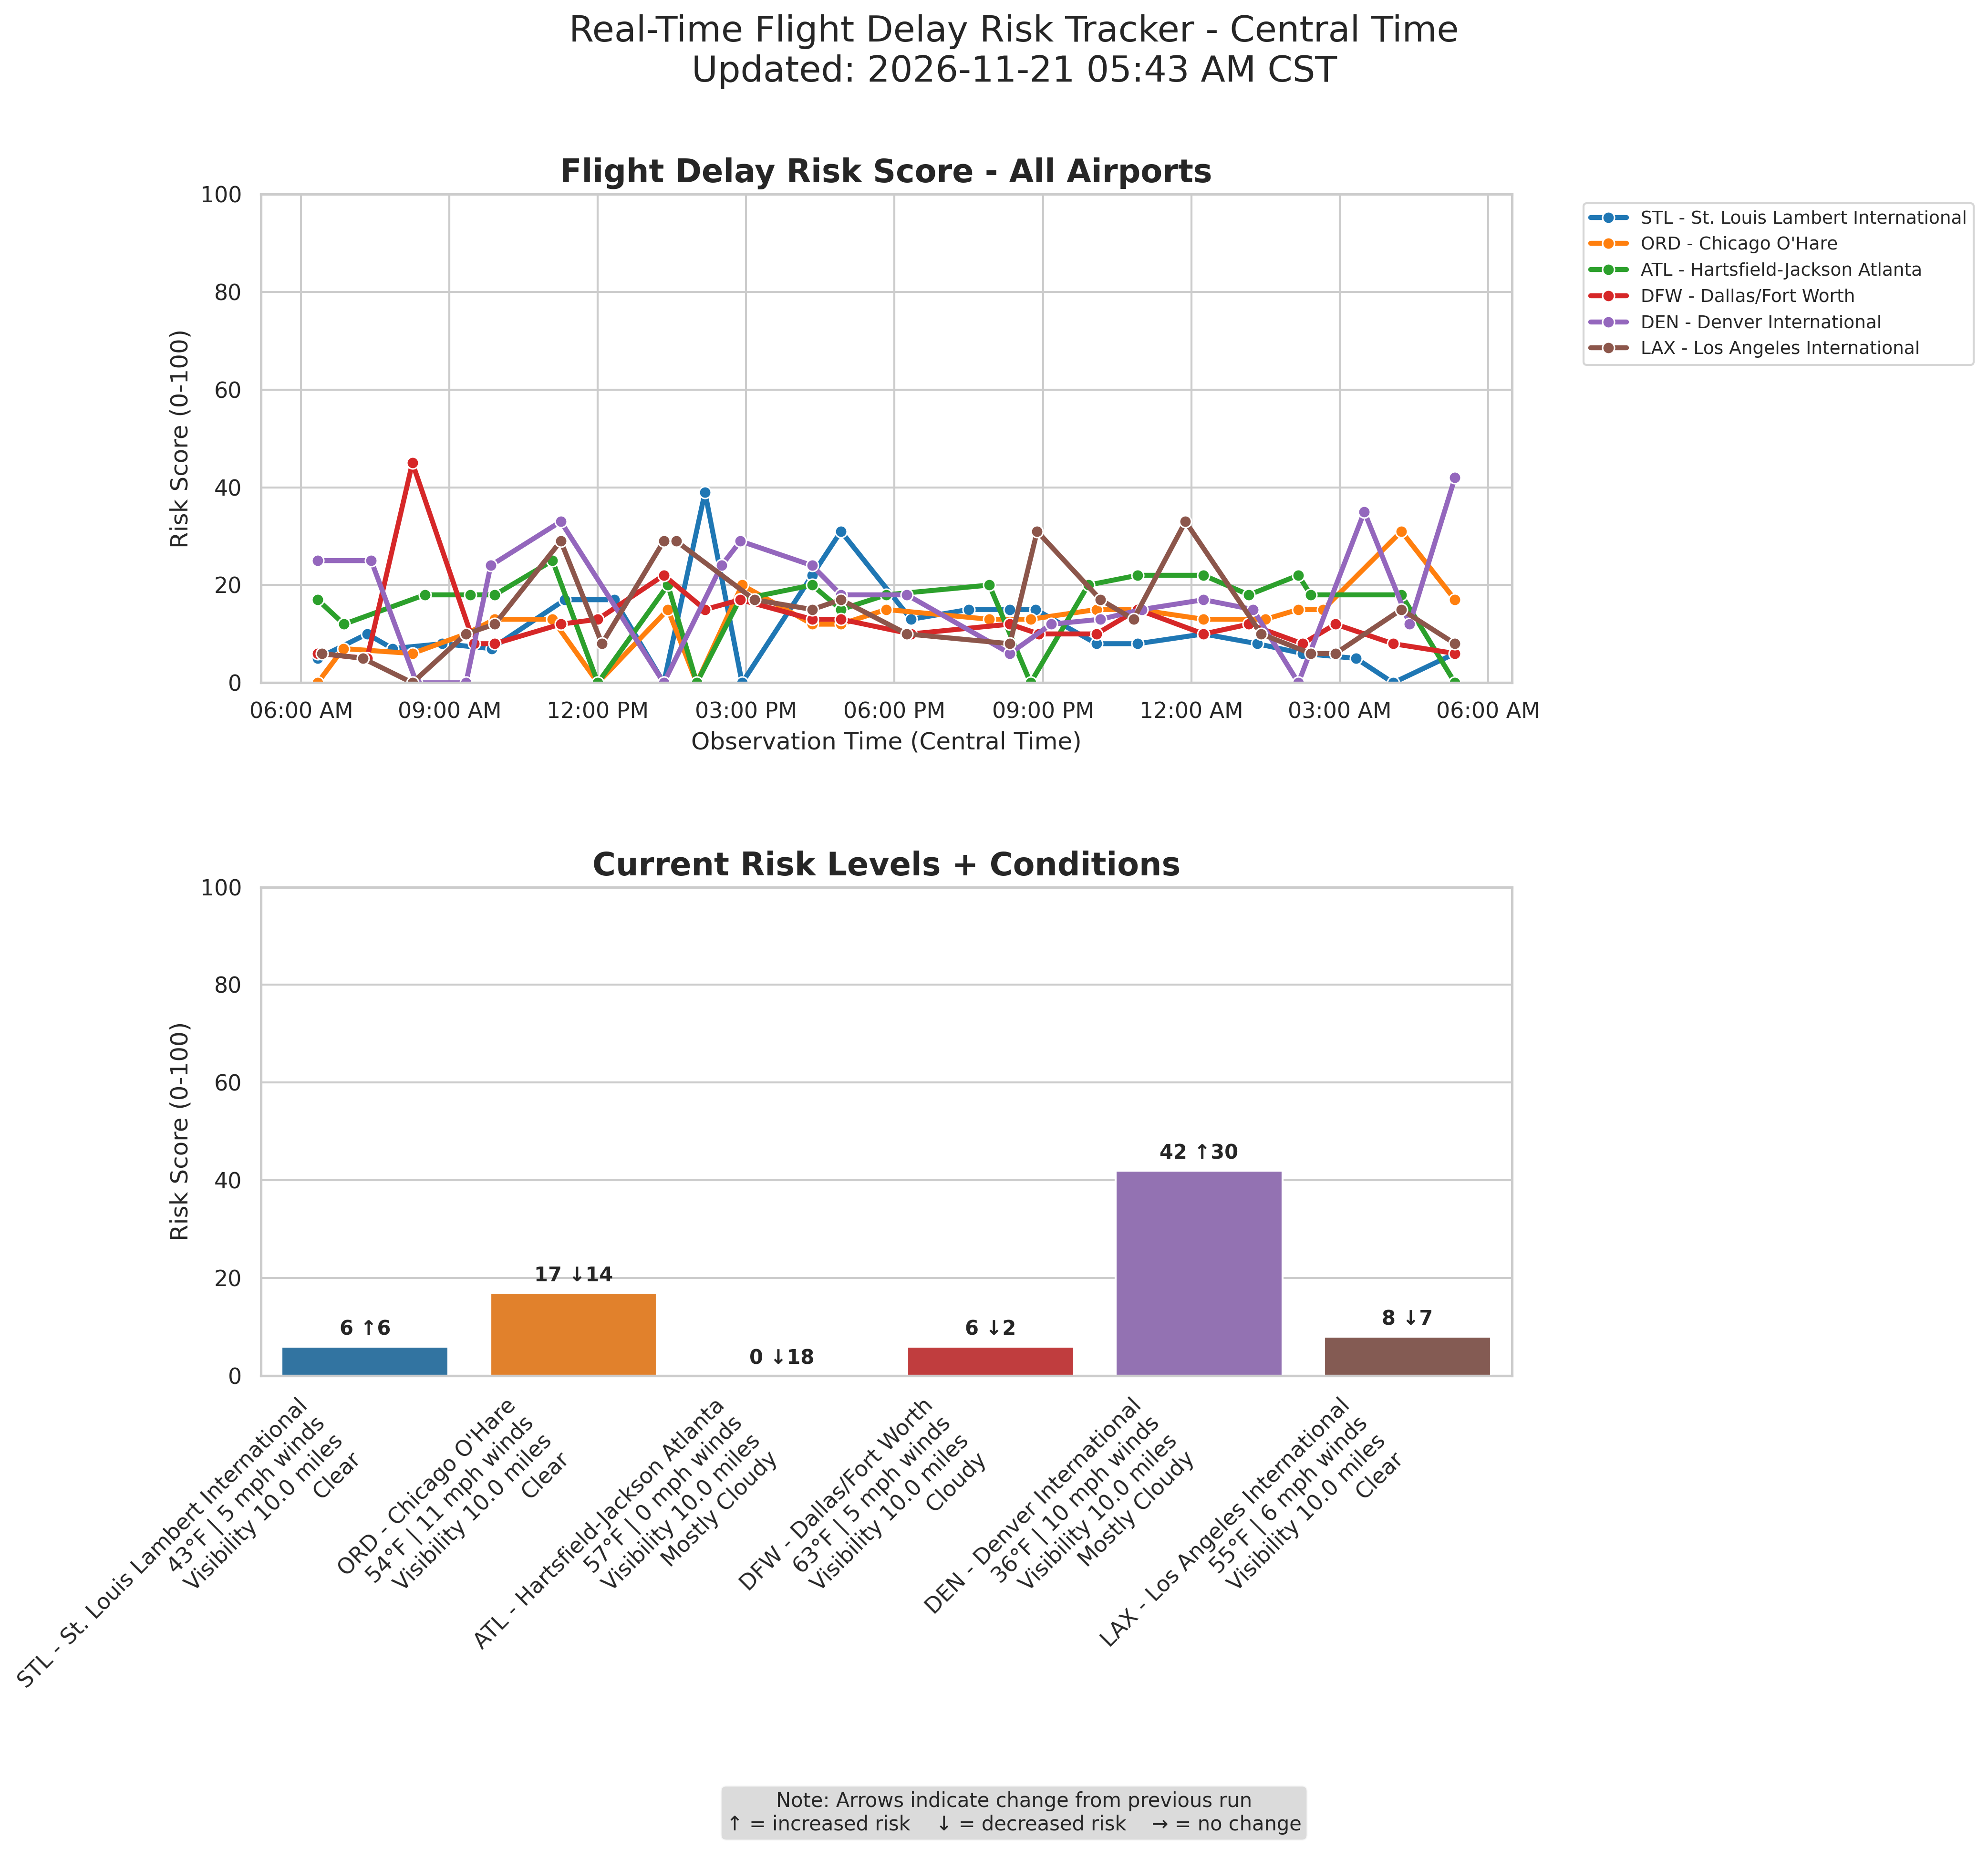 Real-Time Flight Delay Risk Tracker - Central Time
Updated: 2026-11-21 05:43 AM CST
Flight Delay Risk Score - All Airports
Risk Score (0-100)
100
80
60
40
20
0
06:00 AM
09:00 AM
12:00 PM
03:00 PM
06:00 PM
09:00 PM
12:00 AM
03:00 AM
06:00 AM
Observation Time (Central Time)
STL - St. Louis Lambert International
ORD - Chicago O'Hare
ATL - Hartsfield-Jackson Atlanta
DFW - Dallas/Fort Worth
DEN - Denver International
LAX - Los Angeles International
Current Risk Levels + Conditions
Risk Score (0-100)
100
80
60
40
20
0
6 ↑6
17 ↓14
0 ↓18
6 ↓2
42 ↑30
8 ↓7
STL - St. Louis Lambert International
43°F | 5 mph winds
Visibility 10.0 miles
Clear
ORD - Chicago O'Hare
54°F | 11 mph winds
Visibility 10.0 miles
Clear
ATL - Hartsfield-Jackson Atlanta
57°F | 0 mph winds
Visibility 10.0 miles
Mostly Cloudy
DFW - Dallas/Fort Worth
63°F | 5 mph winds
Visibility 10.0 miles
Cloudy
DEN - Denver International
36°F | 10 mph winds
Visibility 10.0 miles
Mostly Cloudy
LAX - Los Angeles International
55°F | 6 mph winds
Visibility 10.0 miles
Clear
Note: Arrows indicate change from previous run
↑ = increased risk ↓ = decreased risk → = no change